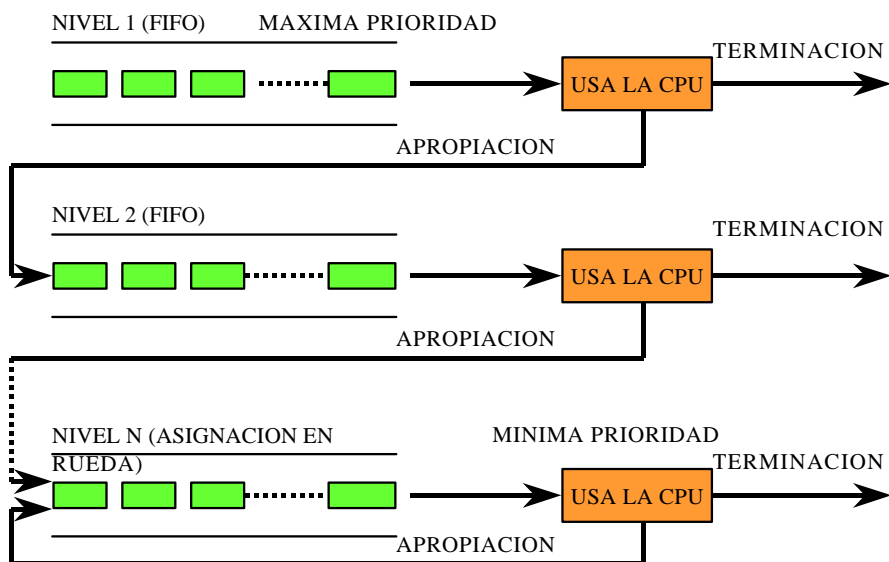 NIVEL 1 (FIFO)
MAXIMA PRIORIDAD
TERMINACION
USA LA CPU
APROPIACION
NIVEL 2 (FIFO)
TERMINACION
USA LA CPU
APROPIACION
NIVEL N (ASIGNACION EN
RUEDA)
MINIMA PRIORIDAD
TERMINACION
USA LA CPU
APROPIACION